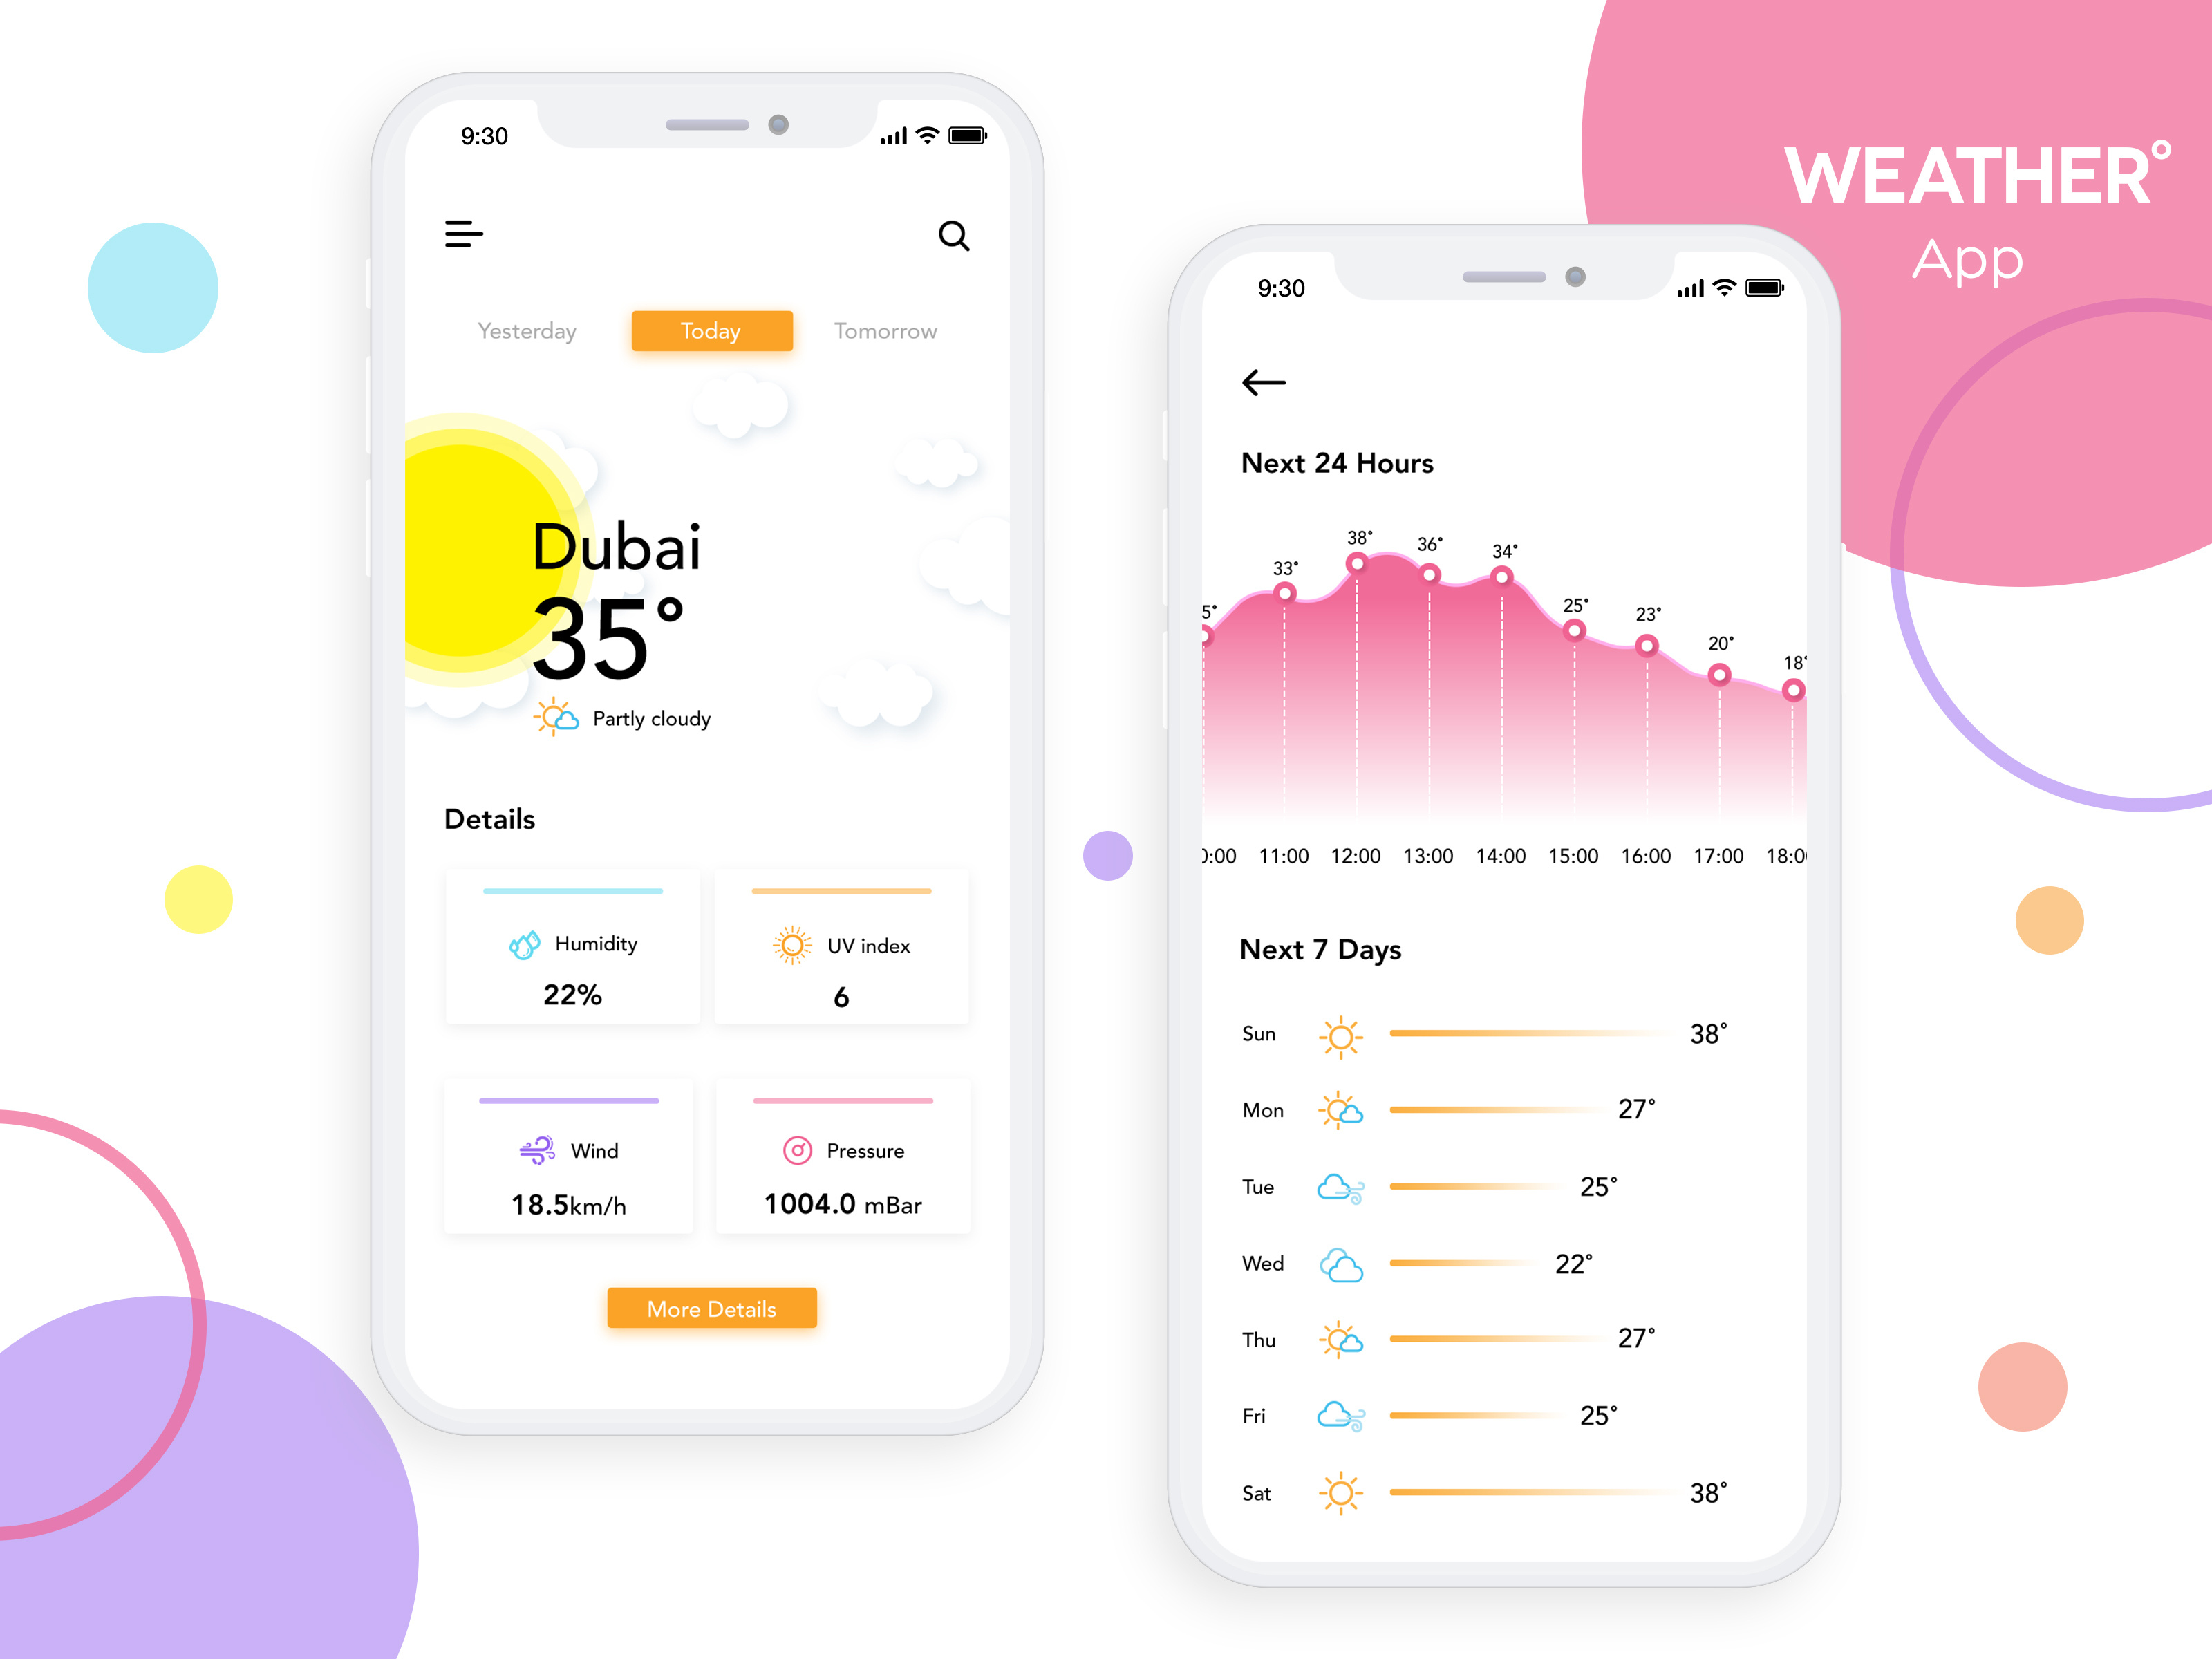 WEATHER°
App
9:30
Yesterday Today Tomorrow
Dubai
35°
Partly cloudy
Details
Humidity
22%
UV index
6
Wind
18.5km/h
Pressure
1004.0 mBar
More Details
9:30
Next 24 Hours
5° 33° 38° 36° 34° 25° 23° 20° 18°
0:00 11:00 12:00 13:00 14:00 15:00 16:00 17:00 18:00
Next 7 Days
Sun 38°
Mon 27°
Tue 25°
Wed 22°
Thu 27°
Fri 25°
Sat 38°